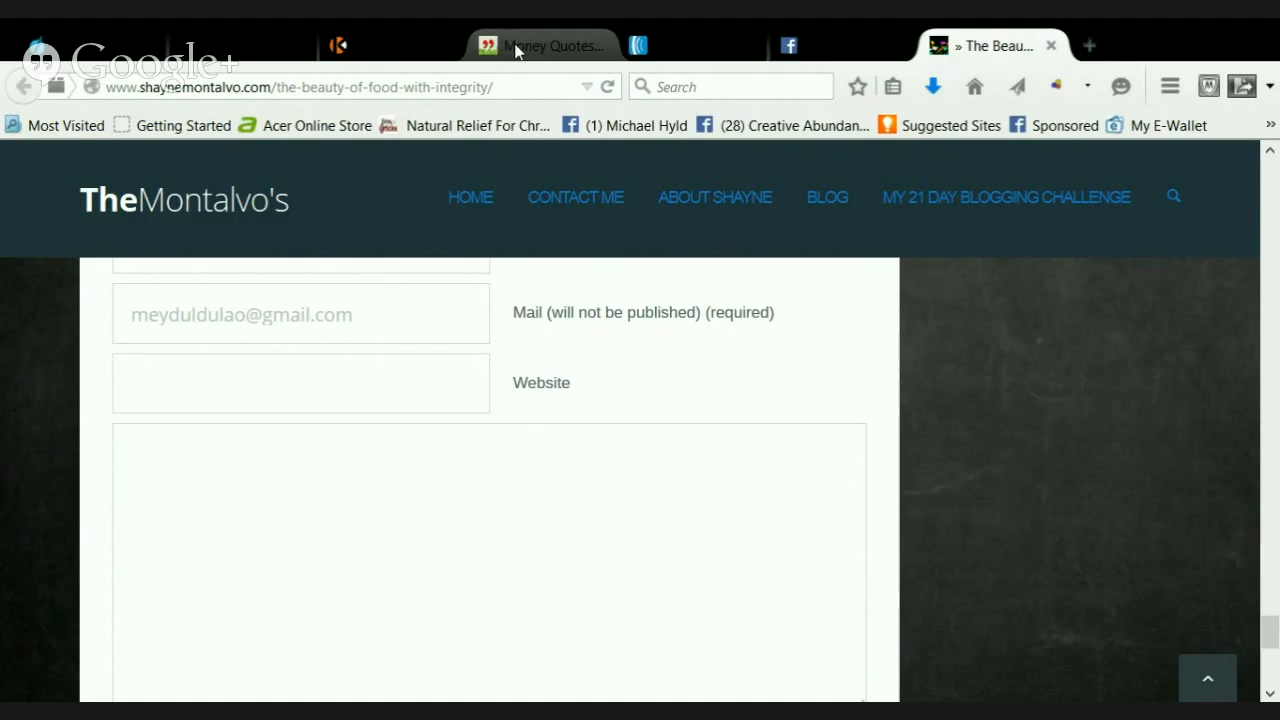 Google+
Money Quotes...
» The Beau...
www.shaynemontalvo.com/the-beauty-of-food-with-integrity/
Search
Most Visited
Getting Started
Acer Online Store
Natural Relief For Chr...
(1) Michael Hyld
(28) Creative Abundan...
Suggested Sites
Sponsored
My E-Wallet
»
TheMontalvo's
HOME
CONTACT ME
ABOUT SHAYNE
BLOG
MY 21 DAY BLOGGING CHALLENGE
meyduldulao@gmail.com
Mail (will not be published) (required)
Website